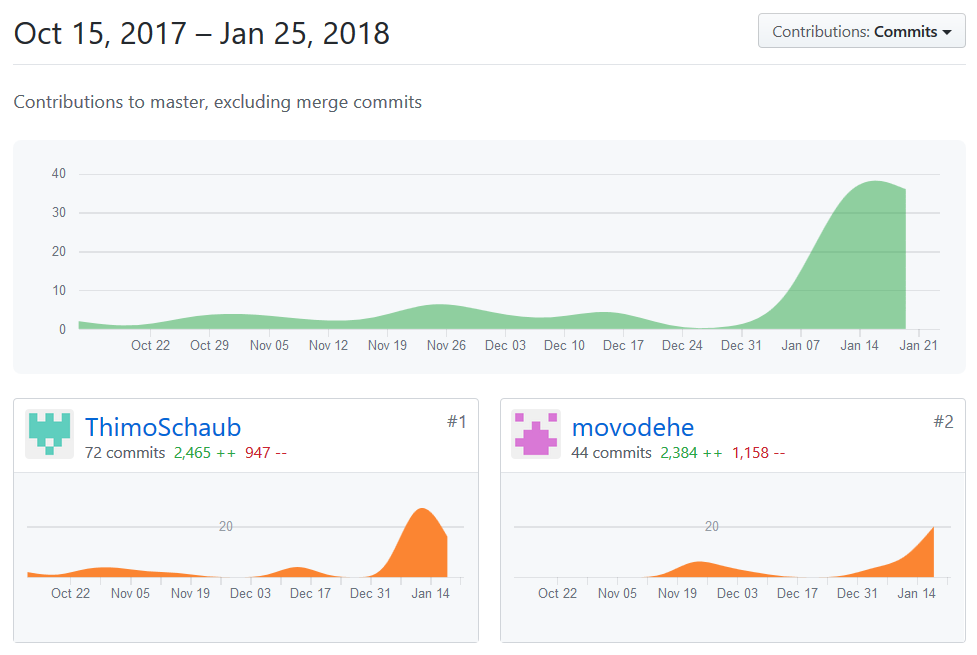 Oct 15, 2017 – Jan 25, 2018
Contributions: Commits
Contributions to master, excluding merge commits
40
30
20
10
0
Oct 22 Oct 29 Nov 05 Nov 12 Nov 19 Nov 26 Dec 03 Dec 10 Dec 17 Dec 24 Dec 31 Jan 07 Jan 14 Jan 21
ThimoSchaub
#1
72 commits 2,465 ++ 947 --
20
Oct 22 Nov 05 Nov 19 Dec 03 Dec 17 Dec 31 Jan 14
movodehe
#2
44 commits 2,384 ++ 1,158 --
20
Oct 22 Nov 05 Nov 19 Dec 03 Dec 17 Dec 31 Jan 14